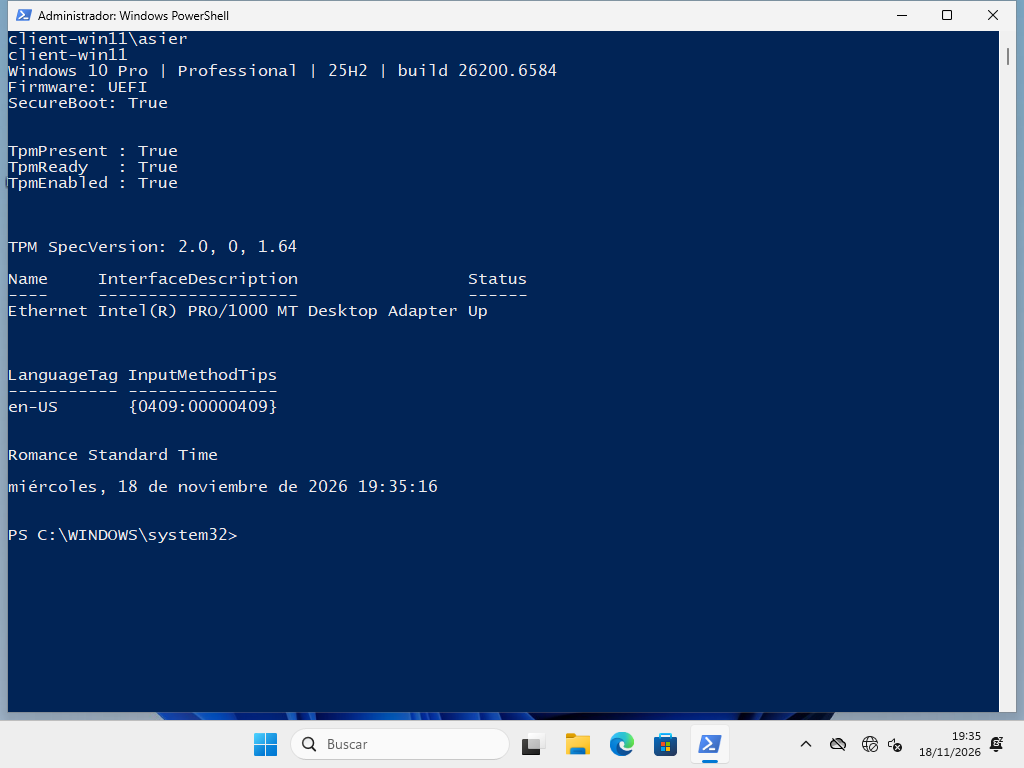 Administrador: Windows PowerShell
client-win11\asier
client-win11
Windows 10 Pro | Professional | 25H2 | build 26200.6584
Firmware: UEFI
SecureBoot: True
TpmPresent : True
TpmReady   : True
TpmEnabled : True
TPM SpecVersion: 2.0, 0, 1.64
Name     InterfaceDescription                 Status
----     --------------------                 ------
Ethernet Intel(R) PRO/1000 MT Desktop Adapter Up
LanguageTag InputMethodTips
----------- ---------------
en-US       {0409:00000409}
Romance Standard Time
miércoles, 18 de noviembre de 2026 19:35:16
PS C:\WINDOWS\system32>
Buscar
19:35
18/11/2026